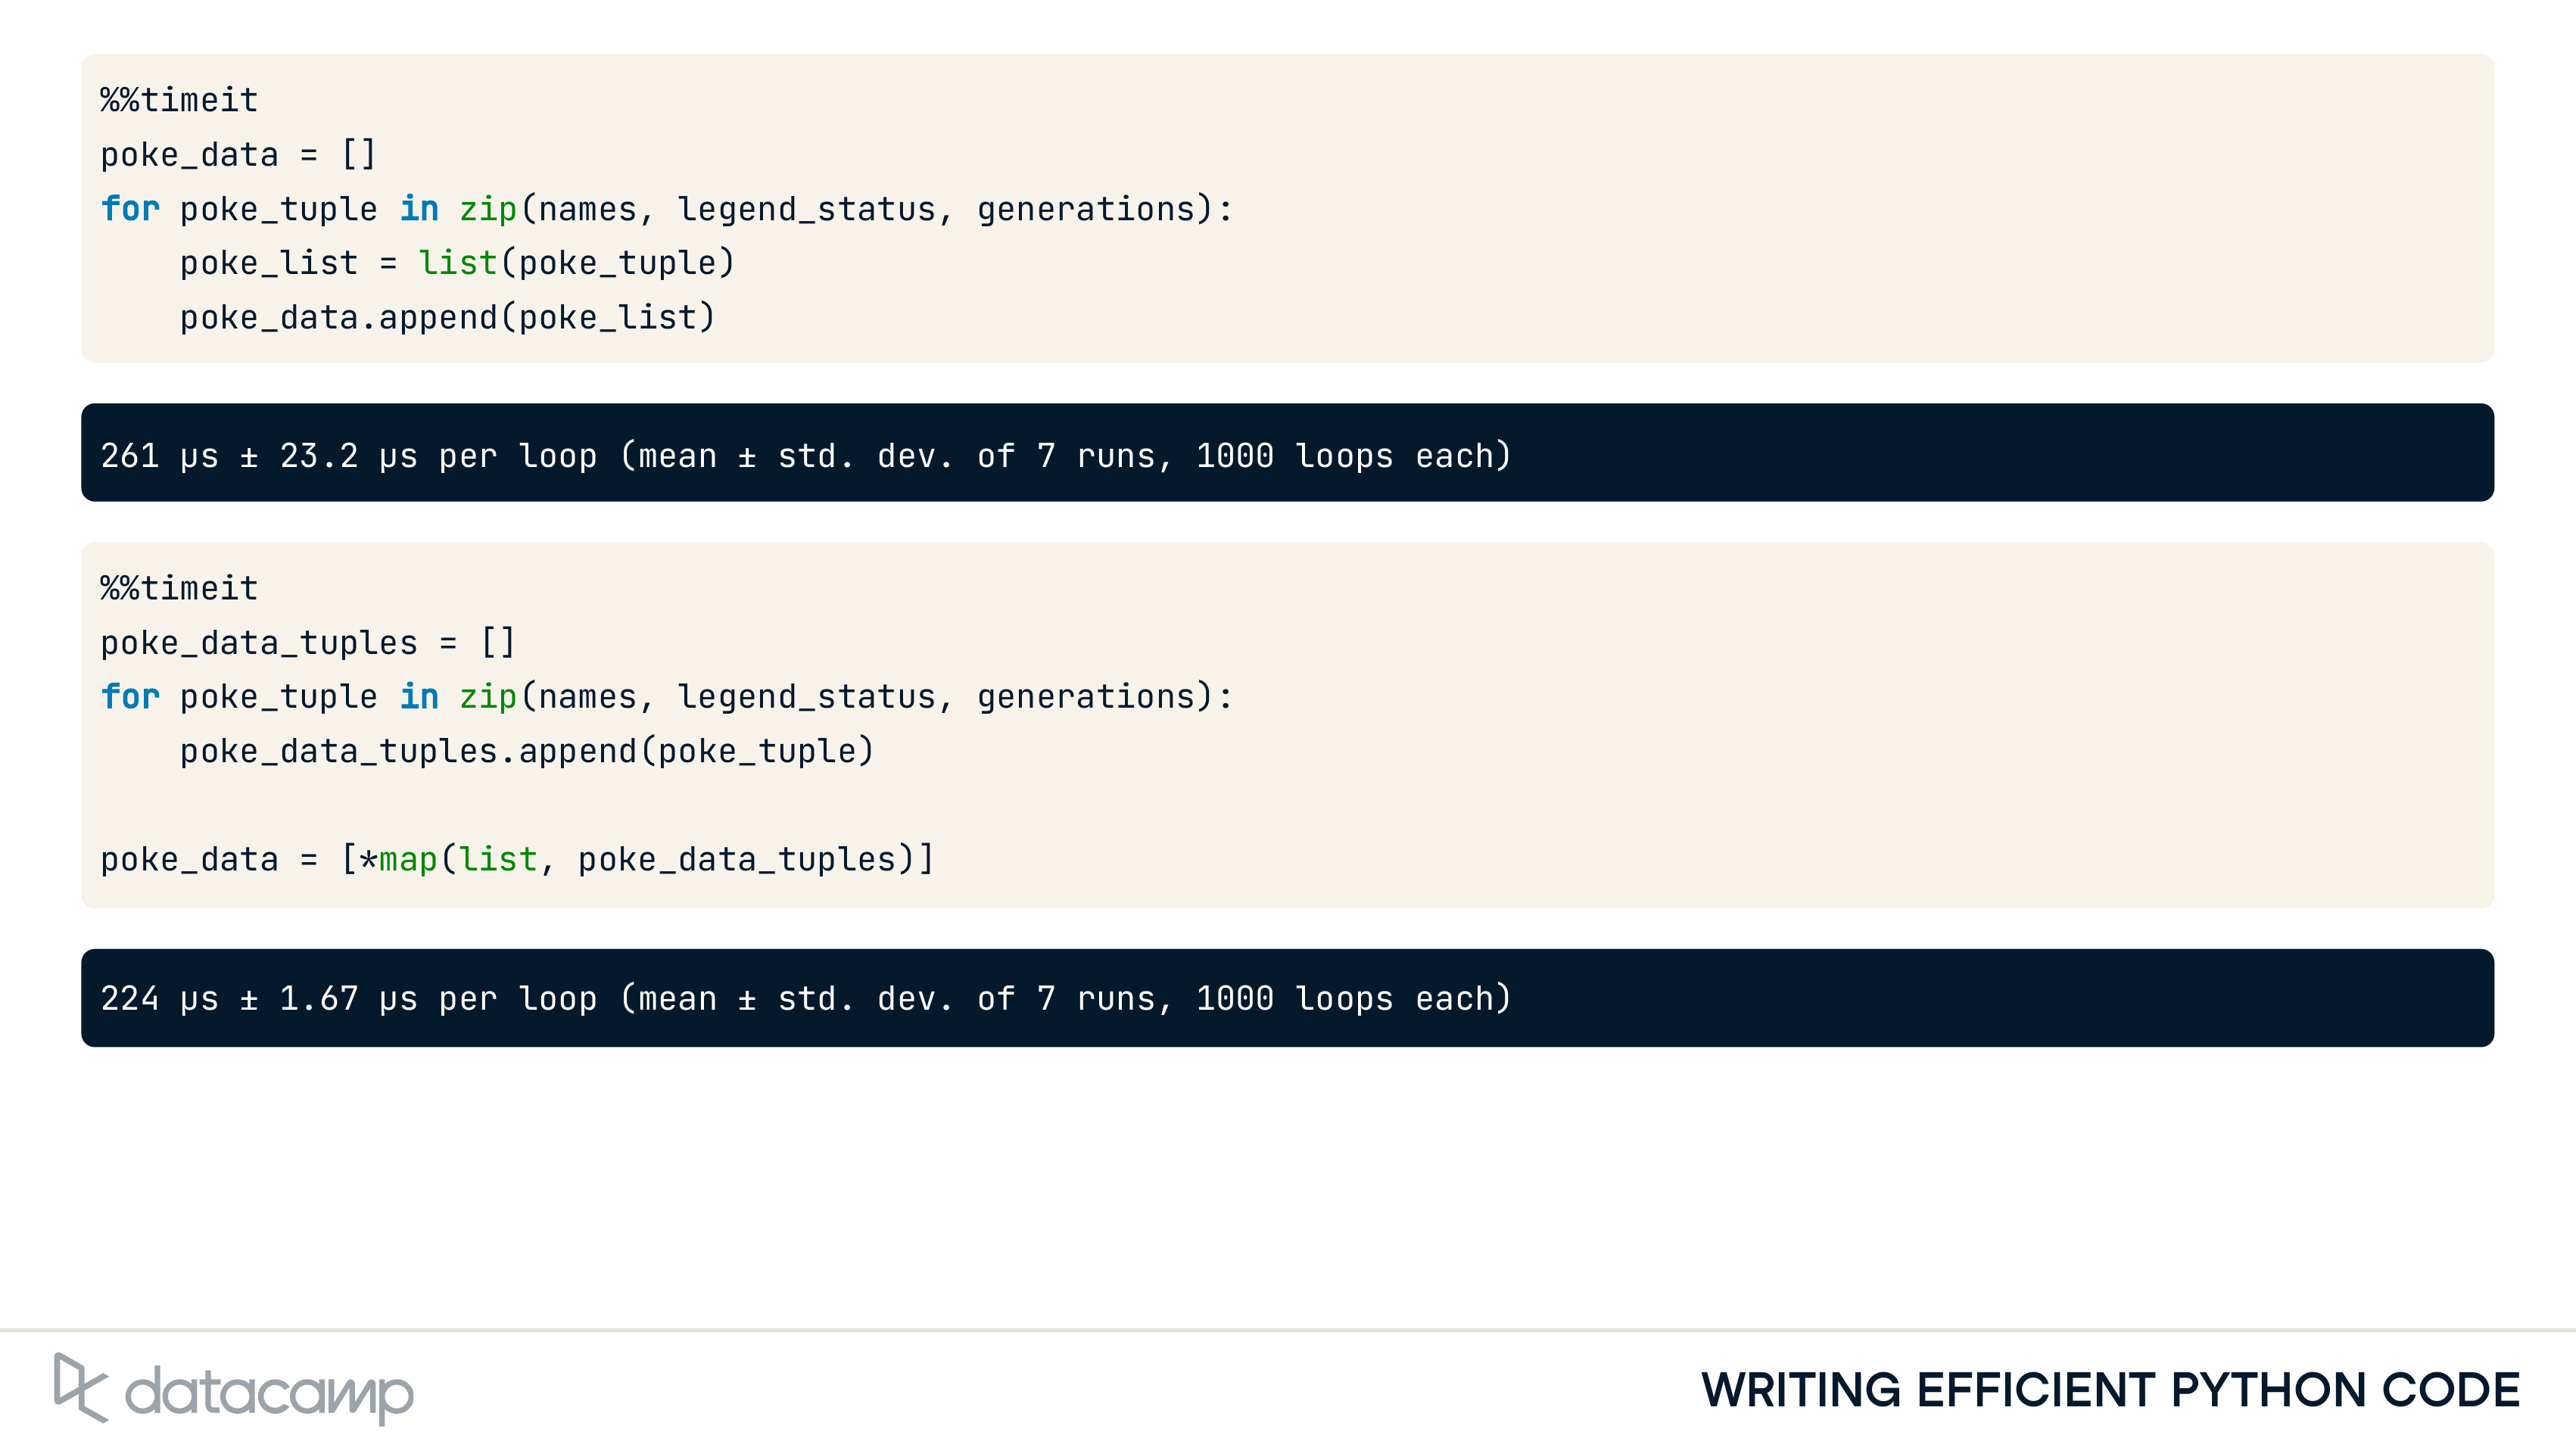 %%timeit
poke_data = []
for poke_tuple in zip(names, legend_status, generations):
    poke_list = list(poke_tuple)
    poke_data.append(poke_list)
261 µs ± 23.2 µs per loop (mean ± std. dev. of 7 runs, 1000 loops each)
%%timeit
poke_data_tuples = []
for poke_tuple in zip(names, legend_status, generations):
    poke_data_tuples.append(poke_tuple)
poke_data = [*map(list, poke_data_tuples)]
224 µs ± 1.67 µs per loop (mean ± std. dev. of 7 runs, 1000 loops each)
datacamp
WRITING EFFICIENT PYTHON CODE